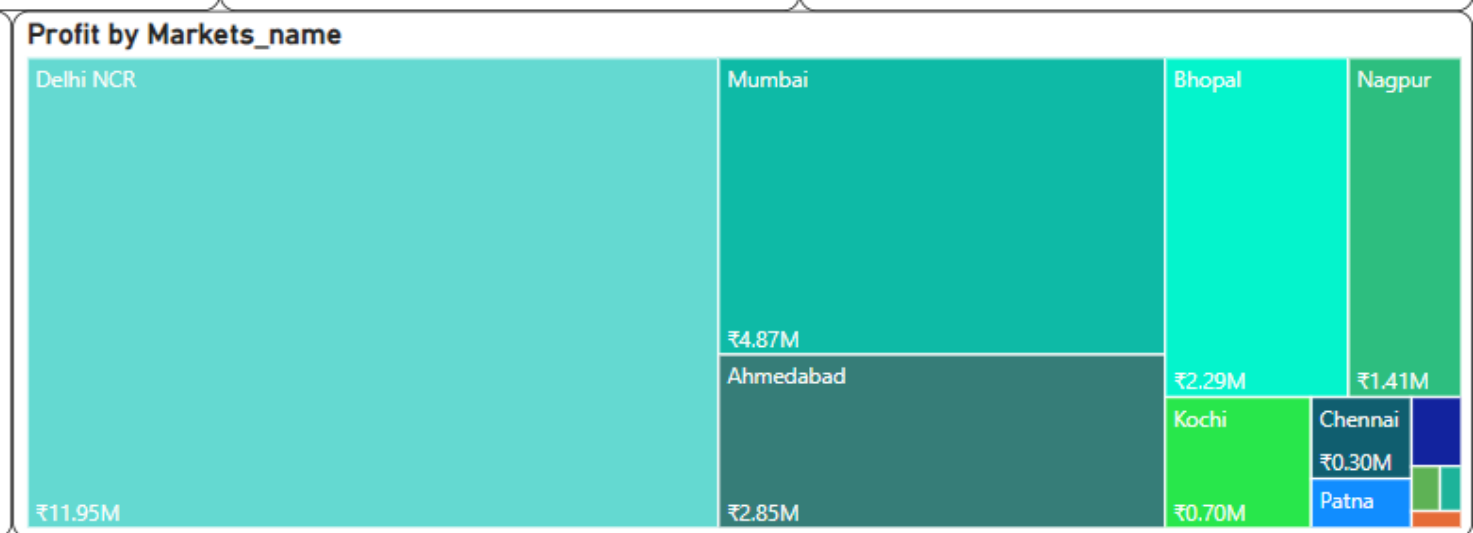 Profit by Markets_name
Delhi NCR
₹11.95M
Mumbai
₹4.87M
Ahmedabad
₹2.85M
Bhopal
₹2.29M
Nagpur
₹1.41M
Kochi
₹0.70M
Chennai
₹0.30M
Patna